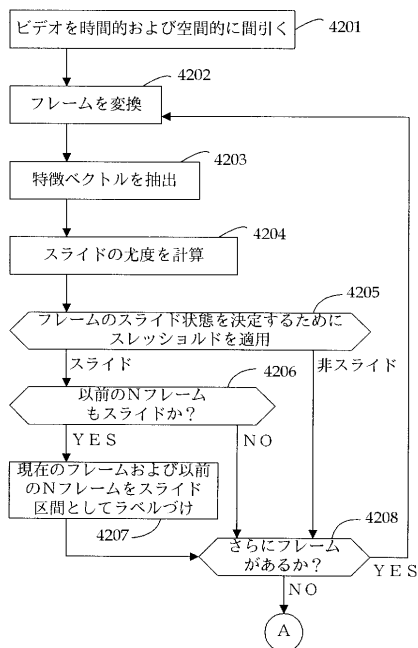 ビデオを時間的および空間的に間引く
4201
4202
フレームを変換
4203
特徴ベクトルを抽出
4204
スライドの尤度を計算
4205
フレームのスライド状態を決定するために
スレッショルドを適用
スライド
非スライド
4206
以前のNフレーム
もスライドか？
YES
NO
現在のフレームおよび以前
のNフレームをスライド
区間としてラベルづけ
4207
4208
さらにフレーム
があるか？
YES
NO
A